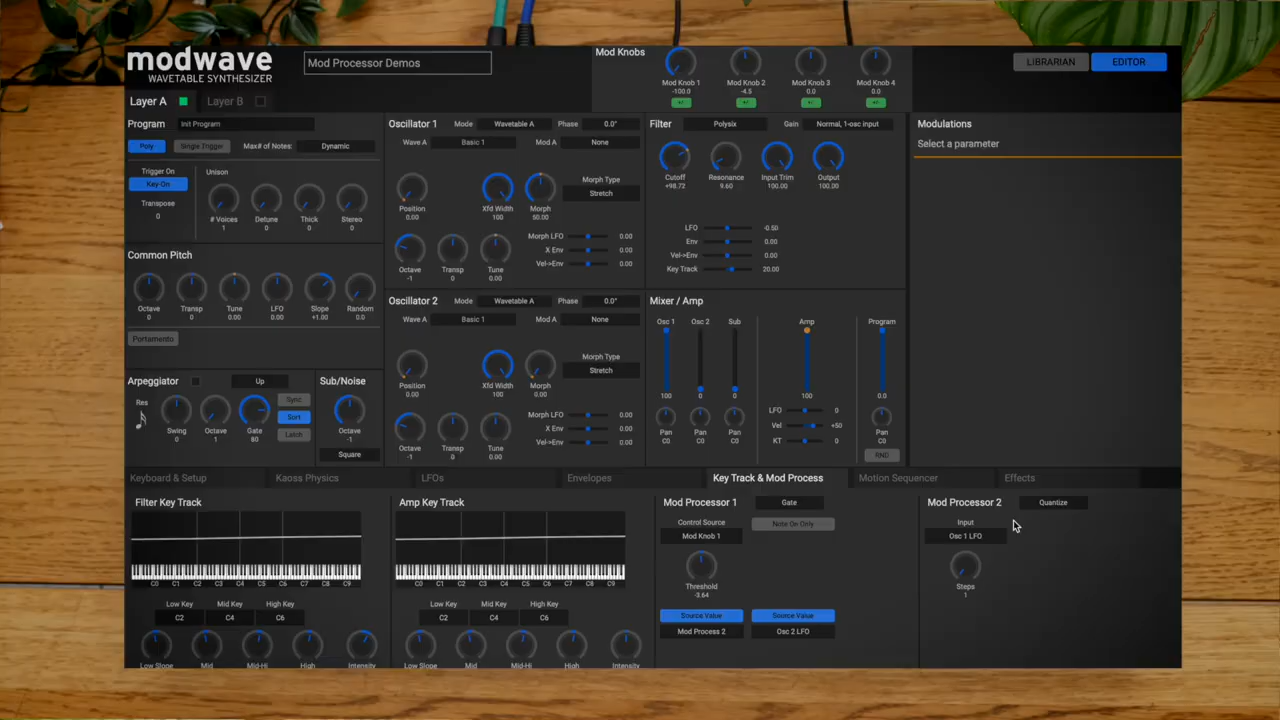 modwave
WAVETABLE SYNTHESIZER
Mod Processor Demos
Mod Knobs
Mod Knob 1
-100.0
+/-
Mod Knob 2
-4.5
+/-
Mod Knob 3
0.0
+/-
Mod Knob 4
0.0
+/-
LIBRARIAN
EDITOR
Layer A
Layer B
Program
Init Program
Poly
Single Trigger
Max# of Notes:
Dynamic
Trigger On
Key-On
Transpose
0
Unison
# Voices
1
Detune
0
Thick
0
Stereo
0
Common Pitch
Octave
0
Transp
0
Tune
0.00
LFO
0.00
Slope
+1.00
Random
0.0
Portamento
Arpeggiator
Up
Res
Swing
0
Octave
1
Gate
80
Sync
Sort
Latch
Sub/Noise
Octave
-1
Square
Oscillator 1
Mode
Wavetable A
Phase
0.0°
Wave A
Basic 1
Mod A
None
Position
0.00
Xfd Width
100
Morph
50.00
Morph Type
Stretch
Octave
-1
Transp
0
Tune
0.00
Morph LFO
0.00
X Env
0.00
Vel->Env
0.00
Oscillator 2
Mode
Wavetable A
Phase
0.0°
Wave A
Basic 1
Mod A
None
Position
0.00
Xfd Width
100
Morph
0.00
Morph Type
Stretch
Octave
-1
Transp
0
Tune
0.00
Morph LFO
0.00
X Env
0.00
Vel->Env
0.00
Filter
Polysix
Gain
Normal, 1-osc input
Cutoff
+98.72
Resonance
9.60
Input Trim
100.00
Output
100.00
LFO
-0.50
Env
0.00
Vel->Env
0.00
Key Track
20.00
Mixer / Amp
Osc 1
100
Pan
C0
Osc 2
0
Pan
C0
Sub
0
Pan
C0
Amp
100
LFO
0
Vel
+50
KT
0
Program
0.0
Pan
C0
RND
Modulations
Select a parameter
Keyboard & Setup
Kaoss Physics
LFOs
Envelopes
Key Track & Mod Process
Motion Sequencer
Effects
Filter Key Track
C0 C1 C2 C3 C4 C5 C6 C7 C8 C9
Low Key
C2
Mid Key
C4
High Key
C6
Low Slope
Mid
Mid-Hi
High
Intensity
Amp Key Track
C0 C1 C2 C3 C4 C5 C6 C7 C8 C9
Low Key
C2
Mid Key
C4
High Key
C6
Low Slope
Mid
Mid-Hi
High
Intensity
Mod Processor 1
Gate
Control Source
Mod Knob 1
Note On Only
Threshold
-3.64
Source Value
Mod Process 2
Source Value
Osc 2 LFO
Mod Processor 2
Quantize
Input
Osc 1 LFO
Steps
1